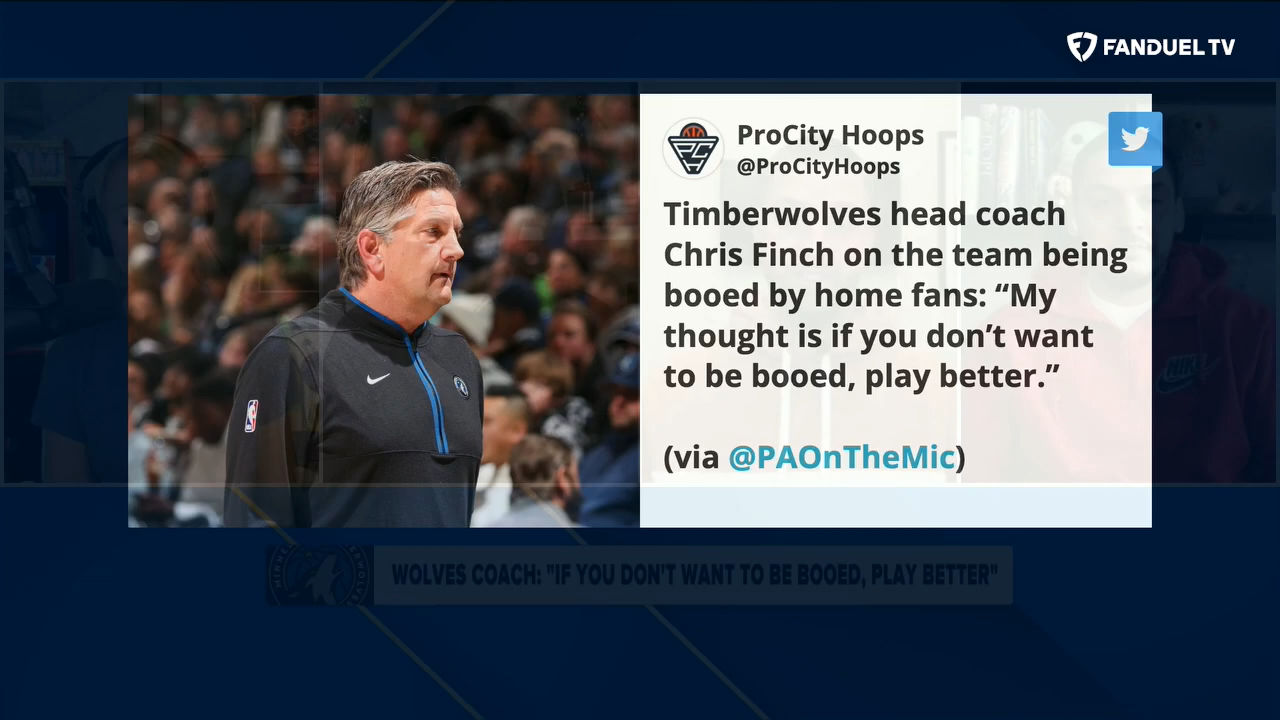 FANDUEL TV
ProCity Hoops
@ProCityHoops
Timberwolves head coach
Chris Finch on the team being
booed by home fans: “My
thought is if you don’t want
to be booed, play better.”
(via @PAOnTheMic)
WOLVES COACH: "IF YOU DON'T WANT TO BE BOOED, PLAY BETTER"